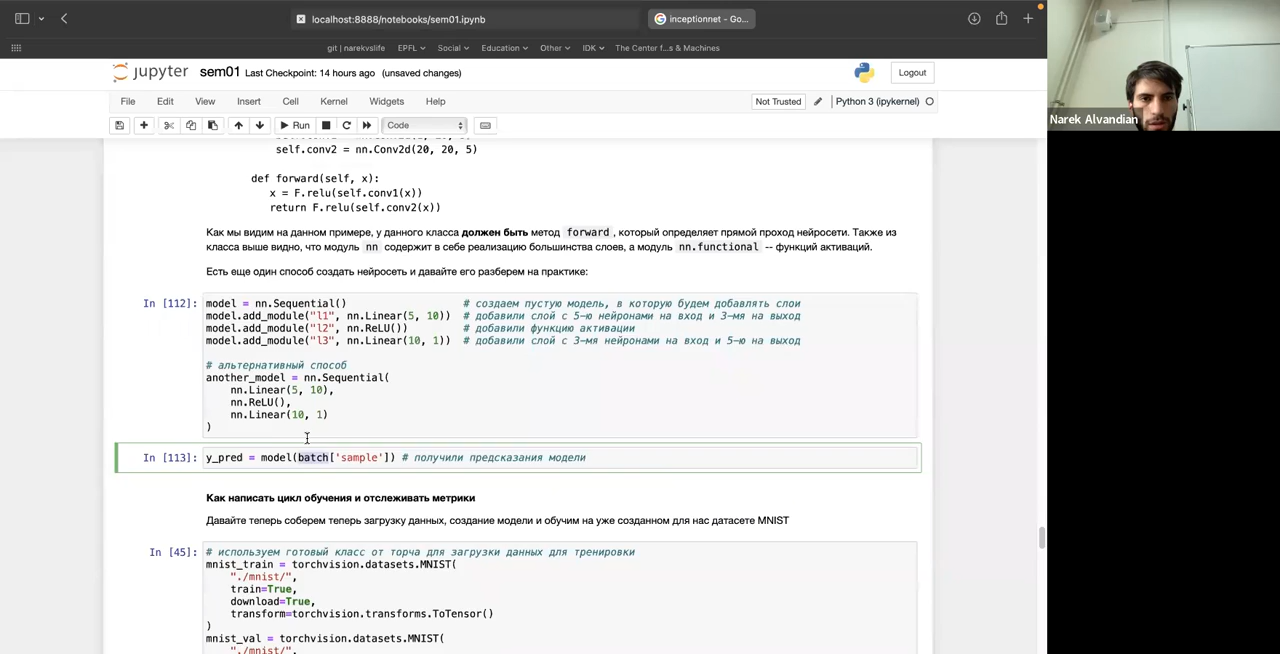 localhost:8888/notebooks/sem01.ipynb
inceptionnet - Go...
git | narekvslife EPFL Social Education Other IDK The Center f...s & Machines
jupyter sem01 Last Checkpoint: 14 hours ago (unsaved changes) Logout
File Edit View Insert Cell Kernel Widgets Help Not Trusted Python 3 (ipykernel)
Run Code
self.conv2 = nn.Conv2d(20, 20, 5)
def forward(self, x):
x = F.relu(self.conv1(x))
return F.relu(self.conv2(x))
Как мы видим на данном примере, у данного класса должен быть метод forward , который определяет прямой проход нейросети. Также из
класса выше видно, что модуль nn содержит в себе реализацию большинства слоев, а модуль nn.functional -- функций активаций.
Есть еще один способ создать нейросеть и давайте его разберем на практике:
In [112]: model = nn.Sequential() # создаем пустую модель, в которую будем добавлять слои
model.add_module("l1", nn.Linear(5, 10)) # добавили слой с 5-ю нейронами на вход и 3-мя на выход
model.add_module("l2", nn.ReLU()) # добавили функцию активации
model.add_module("l3", nn.Linear(10, 1)) # добавили слой с 3-мя нейронами на вход и 5-ю на выход
# альтернативный способ
another_model = nn.Sequential(
nn.Linear(5, 10),
nn.ReLU(),
nn.Linear(10, 1)
)
In [113]: y_pred = model(batch['sample']) # получили предсказания модели
Как написать цикл обучения и отслеживать метрики
Давайте теперь соберем теперь загрузку данных, создание модели и обучим на уже созданном для нас датасете MNIST
In [45]: # используем готовый класс от торча для загрузки данных для тренировки
mnist_train = torchvision.datasets.MNIST(
"./mnist/",
train=True,
download=True,
transform=torchvision.transforms.ToTensor()
)
mnist_val = torchvision.datasets.MNIST(
"./mnist/",
Narek Alvandian